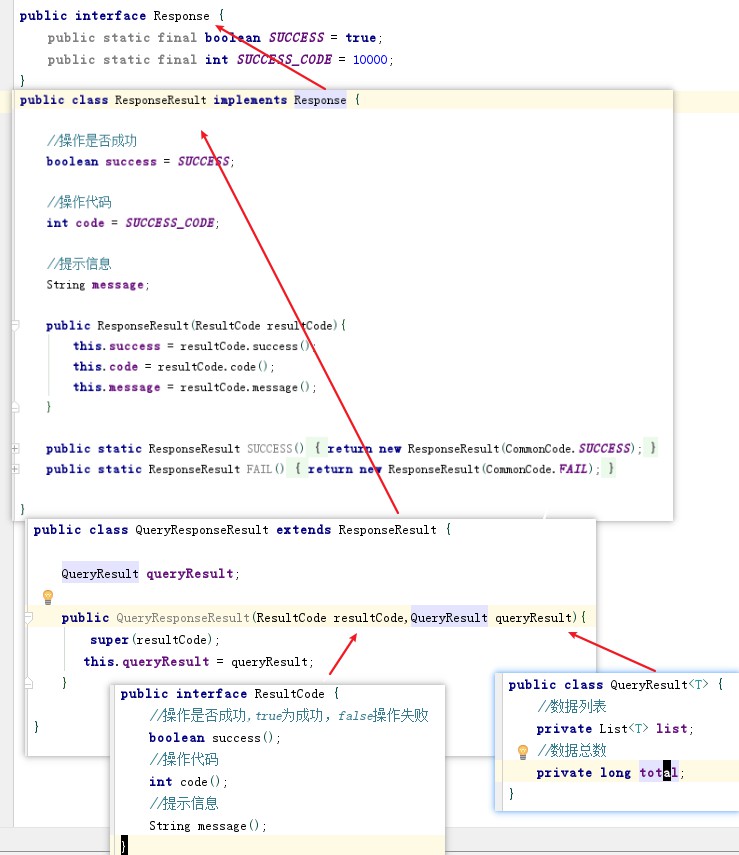 public interface Response {
public static final boolean SUCCESS = true;
public static final int SUCCESS_CODE = 10000;
}
public class ResponseResult implements Response {
//操作是否成功
boolean success = SUCCESS;
//操作代码
int code = SUCCESS_CODE;
//提示信息
String message;
public ResponseResult(ResultCode resultCode){
this.success = resultCode.success();
this.code = resultCode.code();
this.message = resultCode.message();
}
public static ResponseResult SUCCESS() { return new ResponseResult(CommonCode.SUCCESS); }
public static ResponseResult FAIL() { return new ResponseResult(CommonCode.FAIL); }
}
public class QueryResponseResult extends ResponseResult {
QueryResult queryResult;
public QueryResponseResult(ResultCode resultCode,QueryResult queryResult){
super(resultCode);
this.queryResult = queryResult;
}
}
public interface ResultCode {
//操作是否成功,true为成功，false操作失败
boolean success();
//操作代码
int code();
//提示信息
String message();
}
public class QueryResult<T> {
//数据列表
private List<T> list;
//数据总数
private long total;
}